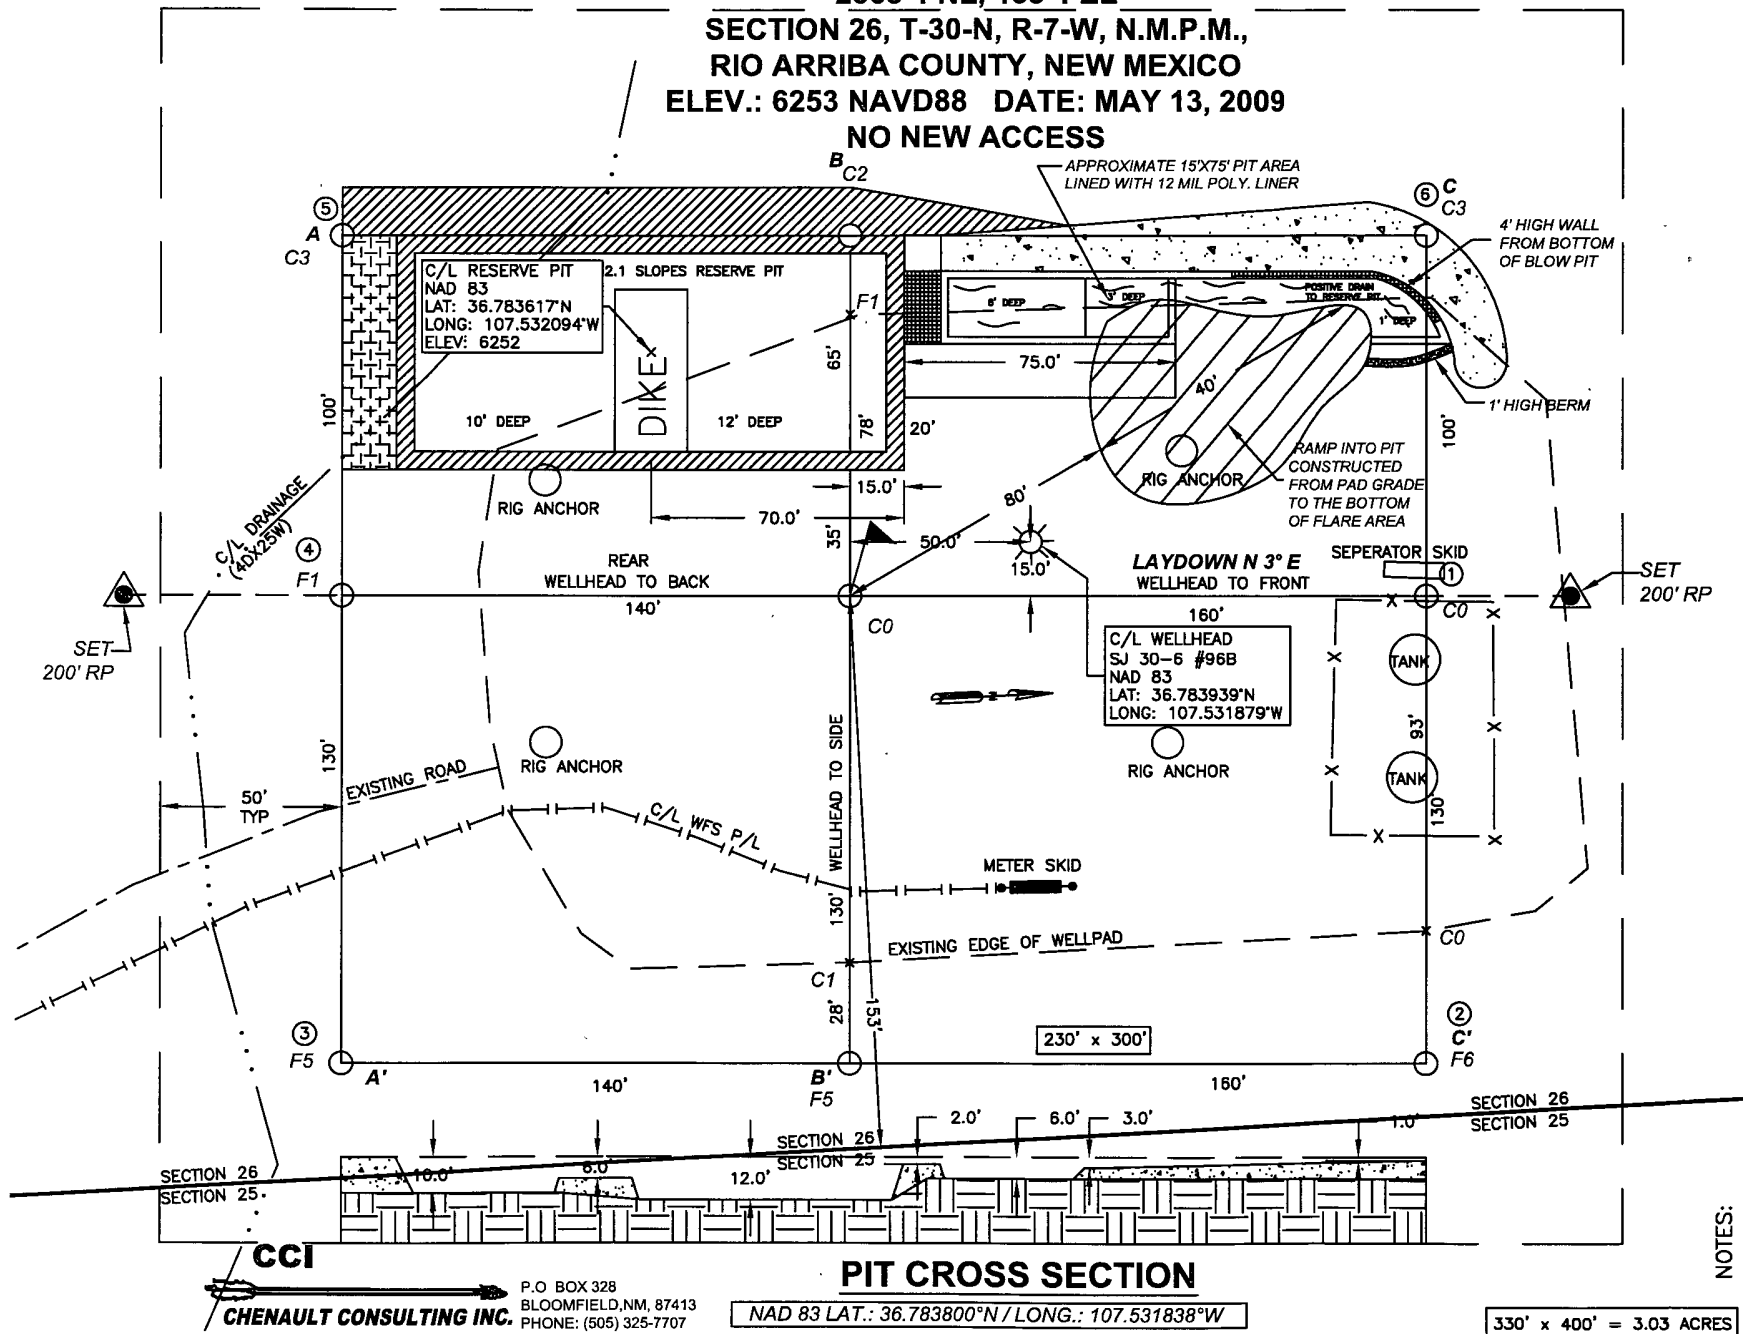 SECTION 26, T-30-N, R-7-W, N.M.P.M.,
RIO ARRIBA COUNTY, NEW MEXICO
ELEV.: 6253 NAVD88 DATE: MAY 13, 2009
NO NEW ACCESS
B
C2
APPROXIMATE 15'X75' PIT AREA
LINED WITH 12 MIL POLY. LINER
6
C
C3
5
A
C3
4' HIGH WALL
FROM BOTTOM
OF BLOW PIT
C/L RESERVE PIT
NAD 83
LAT: 36.783617°N
LONG: 107.532094°W
ELEV: 6252
2.1 SLOPES RESERVE PIT
F1
6' DEEP
3' DEEP
POSITIVE DRAIN
TO RESERVE PIT
1' DEEP
65'
75.0'
40'
DIKE
100'
10' DEEP
12' DEEP
78'
20'
1' HIGH BERM
100'
RAMP INTO PIT
CONSTRUCTED
FROM PAD GRADE
TO THE BOTTOM
OF FLARE AREA
RIG ANCHOR
RIG ANCHOR
15.0'
80'
70.0'
C/L DRAINAGE
(4DX25W)
35'
50.0'
4
F1
REAR
WELLHEAD TO BACK
15.0'
LAYDOWN N 3° E
WELLHEAD TO FRONT
SEPERATOR SKID
1
SET
200' RP
140'
C0
160'
C0
SET
200' RP
C/L WELLHEAD
SJ 30-6 #96B
NAD 83
LAT: 36.783939°N
LONG: 107.531879°W
TANK
93'
130'
RIG ANCHOR
RIG ANCHOR
TANK
130'
EXISTING ROAD
50'
TYP
C/L WFS P/L
130' WELLHEAD TO SIDE
METER SKID
EXISTING EDGE OF WELLPAD
C0
C1
28'
153'
3
F5
A'
140'
B'
F5
230' x 300'
160'
2
C'
F6
SECTION 26
SECTION 25
2.0'
6.0'
3.0'
1.0'
SECTION 26
SECTION 25
SECTION 26
SECTION 25
10.0'
6.0'
12.0'
NOTES:
CCI
CHENAULT CONSULTING INC.
P.O BOX 328
BLOOMFIELD,NM, 87413
PHONE: (505) 325-7707
PIT CROSS SECTION
NAD 83 LAT.: 36.783800°N / LONG.: 107.531838°W
330' x 400' = 3.03 ACRES